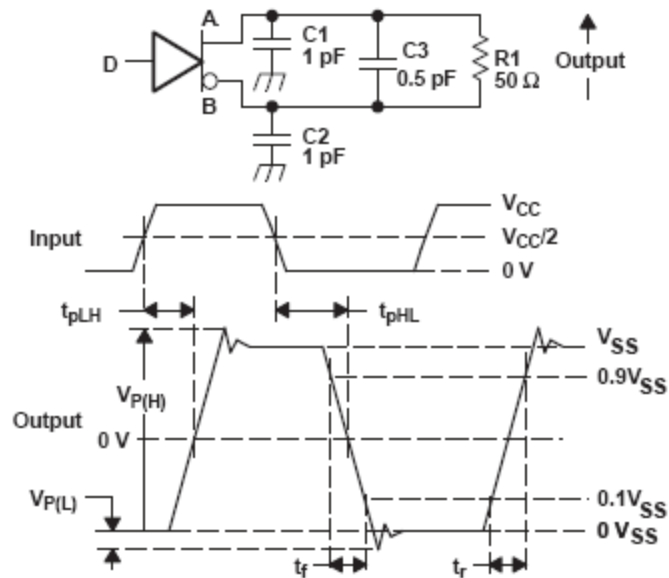 A
D
B
C1
1 pF
C2
1 pF
C3
0.5 pF
R1
50 Ω
Output
Input
VCC
VCC/2
0 V
tpLH
tpHL
VP(H)
Output
0 V
VP(L)
VSS
0.9VSS
0.1VSS
0 VSS
tf
tr